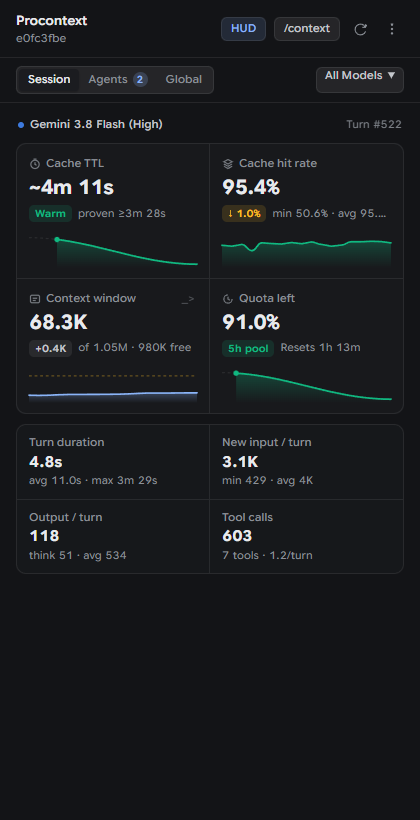 Procontext
e0fc3fbe
HUD
/context
Session
Agents 2
Global
All Models ▼
Gemini 3.8 Flash (High)
Turn #522
Cache TTL
~4m 11s
Warm proven ≥3m 28s
Cache hit rate
95.4%
↓ 1.0% min 50.6% · avg 95.…
Context window _>
68.3K
+0.4K of 1.05M · 980K free
Quota left
91.0%
5h pool Resets 1h 13m
Turn duration
4.8s
avg 11.0s · max 3m 29s
New input / turn
3.1K
min 429 · avg 4K
Output / turn
118
think 51 · avg 534
Tool calls
603
7 tools · 1.2/turn